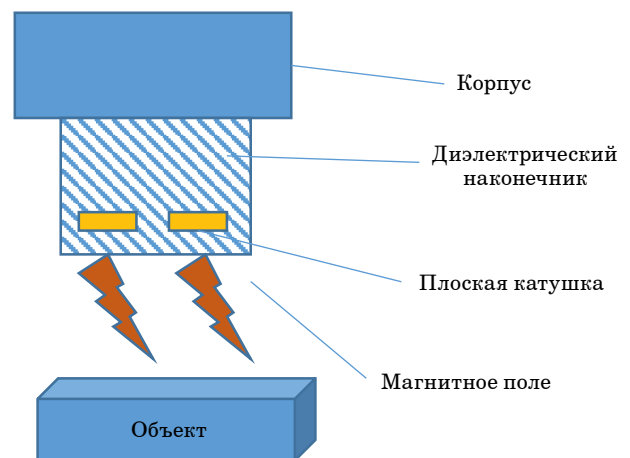 Корпус
Диэлектрический
наконечник
Плоская катушка
Магнитное поле
Объект